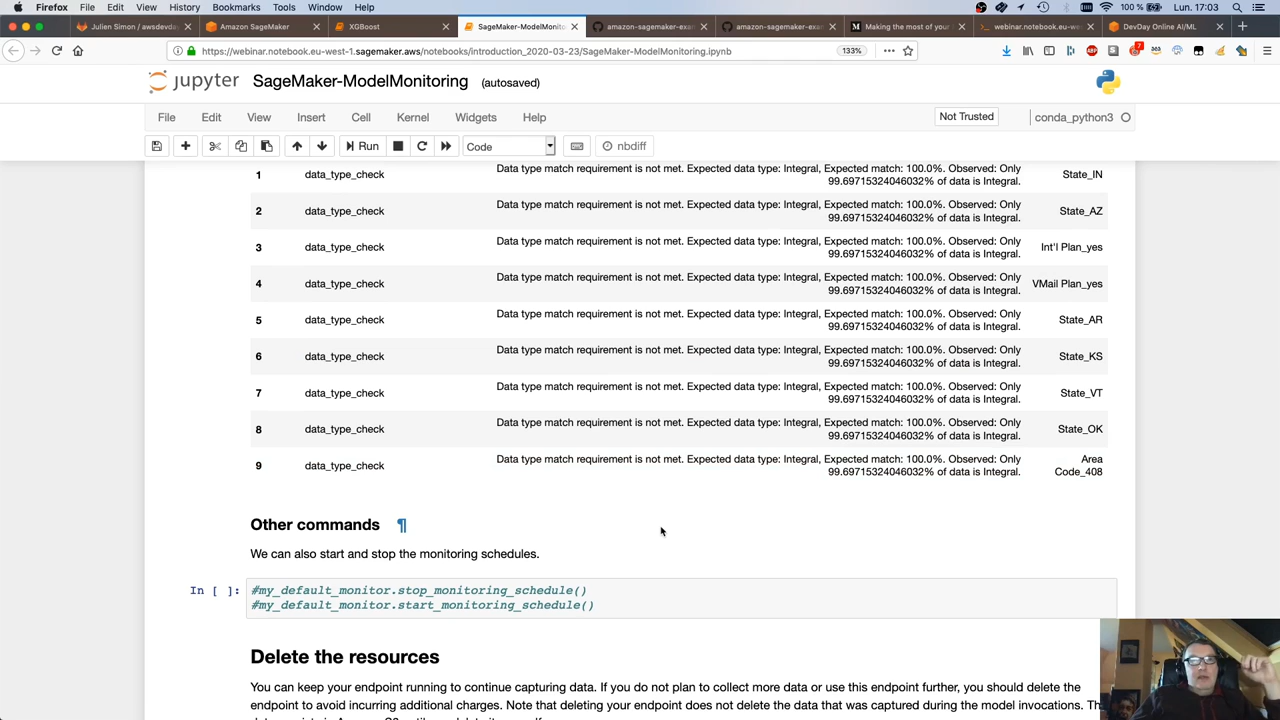 Firefox File Edit View History Bookmarks Tools Window Help 100 % Lun. 17:03
Julien Simon / awsdevdo Amazon SageMaker XGBoost SageMaker-ModelMonito amazon-sagemaker-exa amazon-sagemaker-exa Making the most of your webinar.notebook.eu-wes DevDay Online AI/ML
https://webinar.notebook.eu-west-1.sagemaker.aws/notebooks/introduction_2020-03-23/SageMaker-ModelMonitoring.ipynb 133%
jupyter SageMaker-ModelMonitoring (autosaved)
File Edit View Insert Cell Kernel Widgets Help Not Trusted conda_python3
Run Code nbdiff
1 data_type_check Data type match requirement is not met. Expected data type: Integral, Expected match: 100.0%. Observed: Only State_IN
99.69715324046032% of data is Integral.
2 data_type_check Data type match requirement is not met. Expected data type: Integral, Expected match: 100.0%. Observed: Only State_AZ
99.69715324046032% of data is Integral.
3 data_type_check Data type match requirement is not met. Expected data type: Integral, Expected match: 100.0%. Observed: Only Int'l Plan_yes
99.69715324046032% of data is Integral.
4 data_type_check Data type match requirement is not met. Expected data type: Integral, Expected match: 100.0%. Observed: Only VMail Plan_yes
99.69715324046032% of data is Integral.
5 data_type_check Data type match requirement is not met. Expected data type: Integral, Expected match: 100.0%. Observed: Only State_AR
99.69715324046032% of data is Integral.
6 data_type_check Data type match requirement is not met. Expected data type: Integral, Expected match: 100.0%. Observed: Only State_KS
99.69715324046032% of data is Integral.
7 data_type_check Data type match requirement is not met. Expected data type: Integral, Expected match: 100.0%. Observed: Only State_VT
99.69715324046032% of data is Integral.
8 data_type_check Data type match requirement is not met. Expected data type: Integral, Expected match: 100.0%. Observed: Only State_OK
99.69715324046032% of data is Integral.
9 data_type_check Data type match requirement is not met. Expected data type: Integral, Expected match: 100.0%. Observed: Only Area
99.69715324046032% of data is Integral. Code_408
Other commands ¶
We can also start and stop the monitoring schedules.
In [ ]: #my_default_monitor.stop_monitoring_schedule()
#my_default_monitor.start_monitoring_schedule()
Delete the resources
You can keep your endpoint running to continue capturing data. If you do not plan to collect more data or use this endpoint further, you should delete the
endpoint to avoid incurring additional charges. Note that deleting your endpoint does not delete the data that was captured during the model invocations. Th